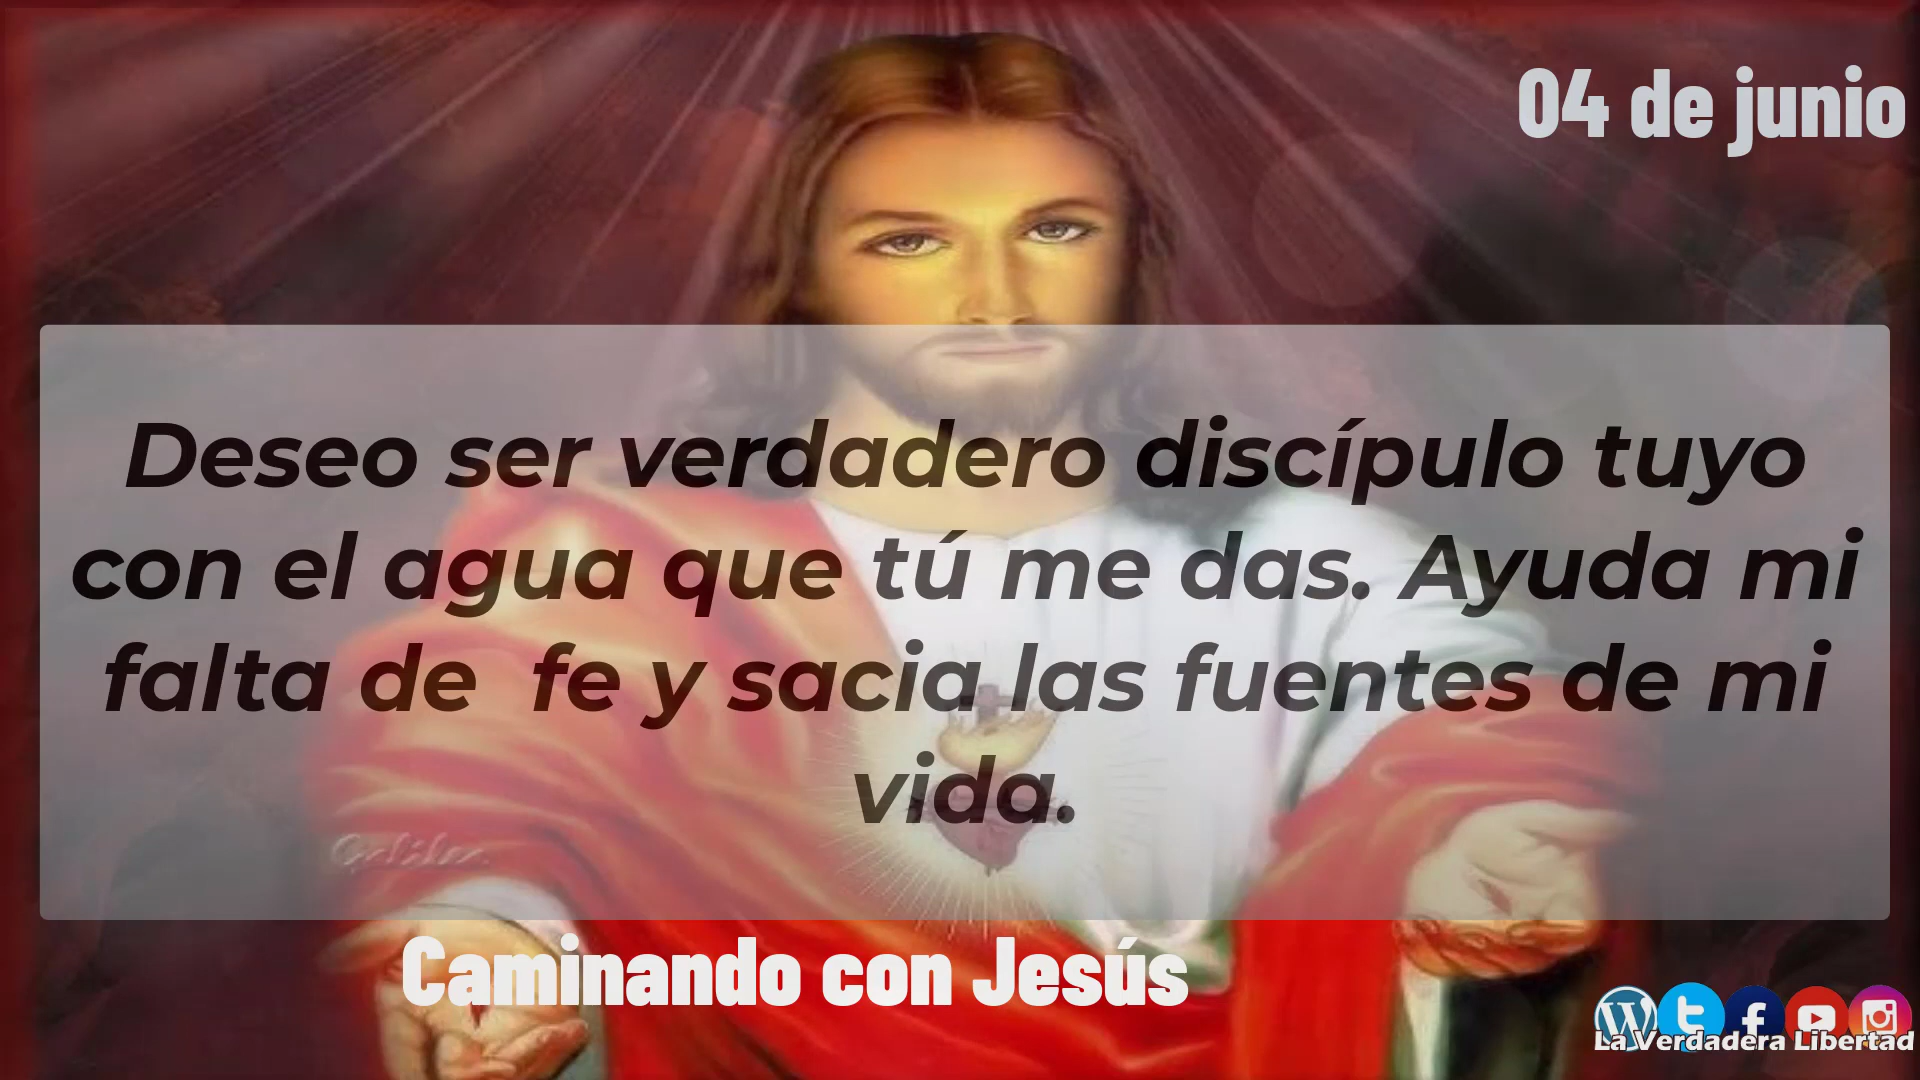 04 de junio
Deseo ser verdadero discípulo tuyo
con el agua que tú me das. Ayuda mi
falta de  fe y sacia las fuentes de mi
vida.
Galilea
Caminando con Jesús
La Verdadera Libertad